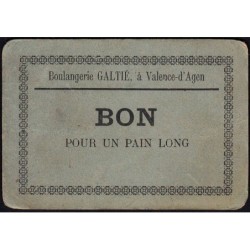 Boulangerie GALTIÉ, à Valence-d'Agen
BON
POUR UN PAIN LONG